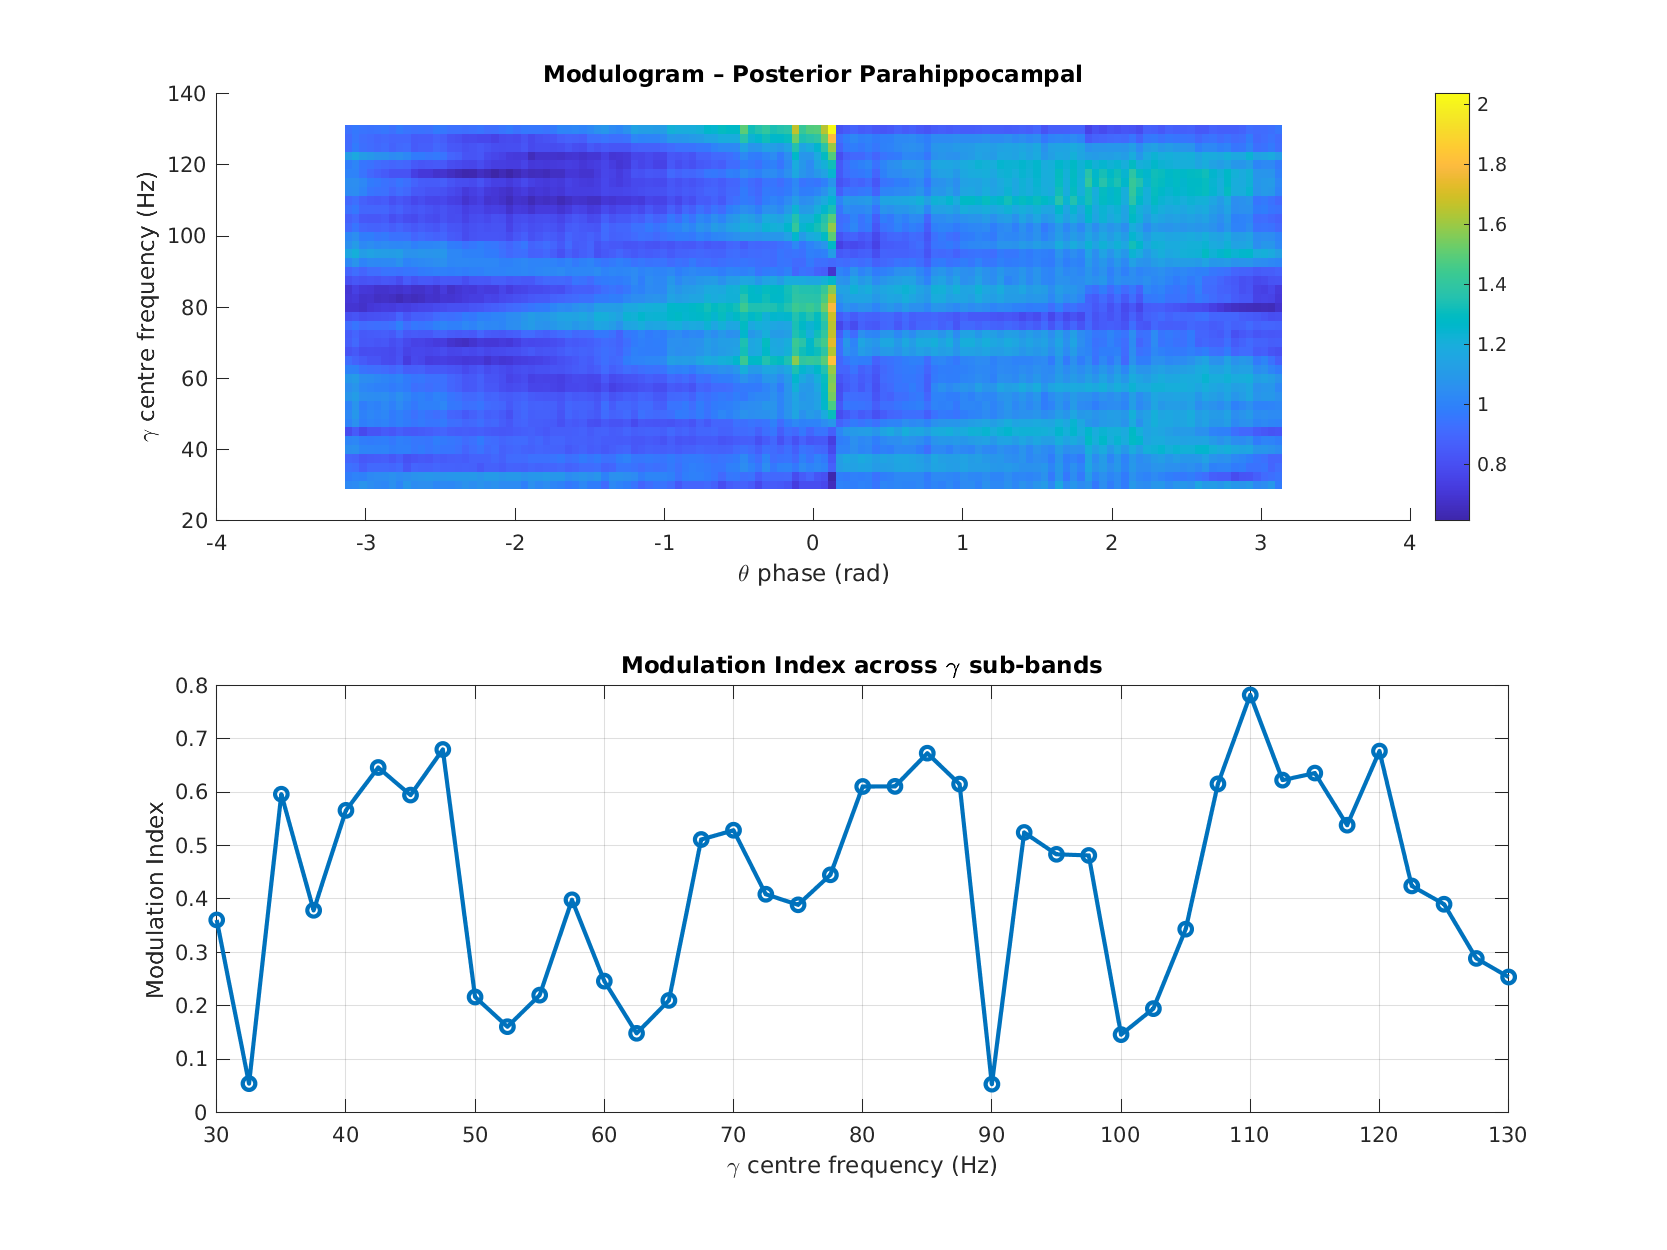 Modulogram – Posterior Parahippocampal
140
120
100
80
60
40
20
γ centre frequency (Hz)
-4 -3 -2 -1 0 1 2 3 4
θ phase (rad)
2
1.8
1.6
1.4
1.2
1
0.8
Modulation Index across γ sub-bands
0.8
0.7
0.6
0.5
0.4
0.3
0.2
0.1
0
Modulation Index
30 40 50 60 70 80 90 100 110 120 130
γ centre frequency (Hz)